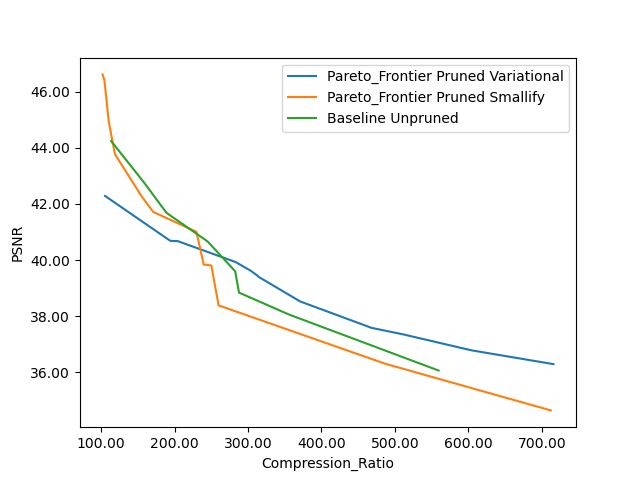 Pareto_Frontier Pruned Variational
Pareto_Frontier Pruned Smallify
Baseline Unpruned
PSNR
46.00
44.00
42.00
40.00
38.00
36.00
100.00 200.00 300.00 400.00 500.00 600.00 700.00
Compression_Ratio